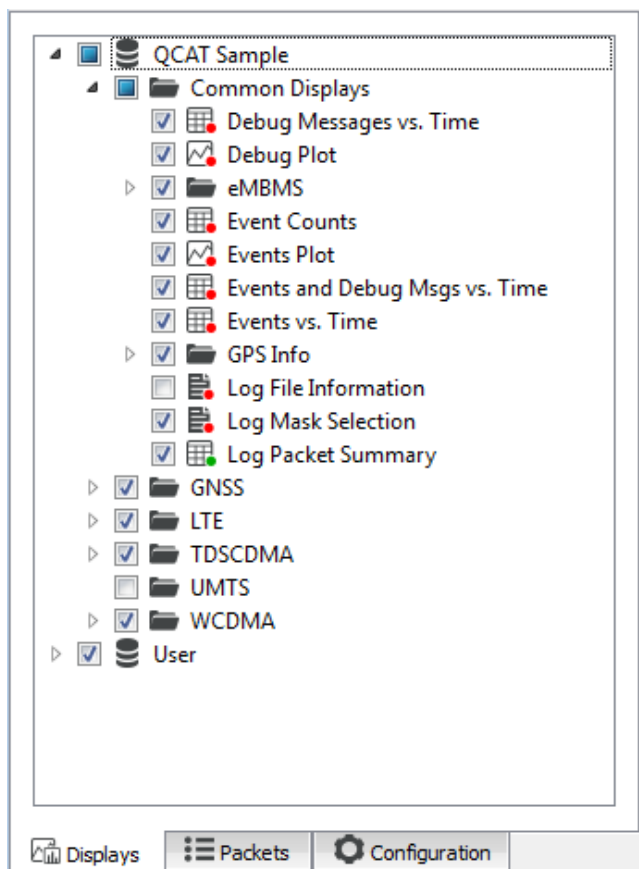 QCAT Sample
Common Displays
Debug Messages vs. Time
Debug Plot
eMBMS
Event Counts
Events Plot
Events and Debug Msgs vs. Time
Events vs. Time
GPS Info
Log File Information
Log Mask Selection
Log Packet Summary
GNSS
LTE
TDSCDMA
UMTS
WCDMA
User
Displays Packets Configuration